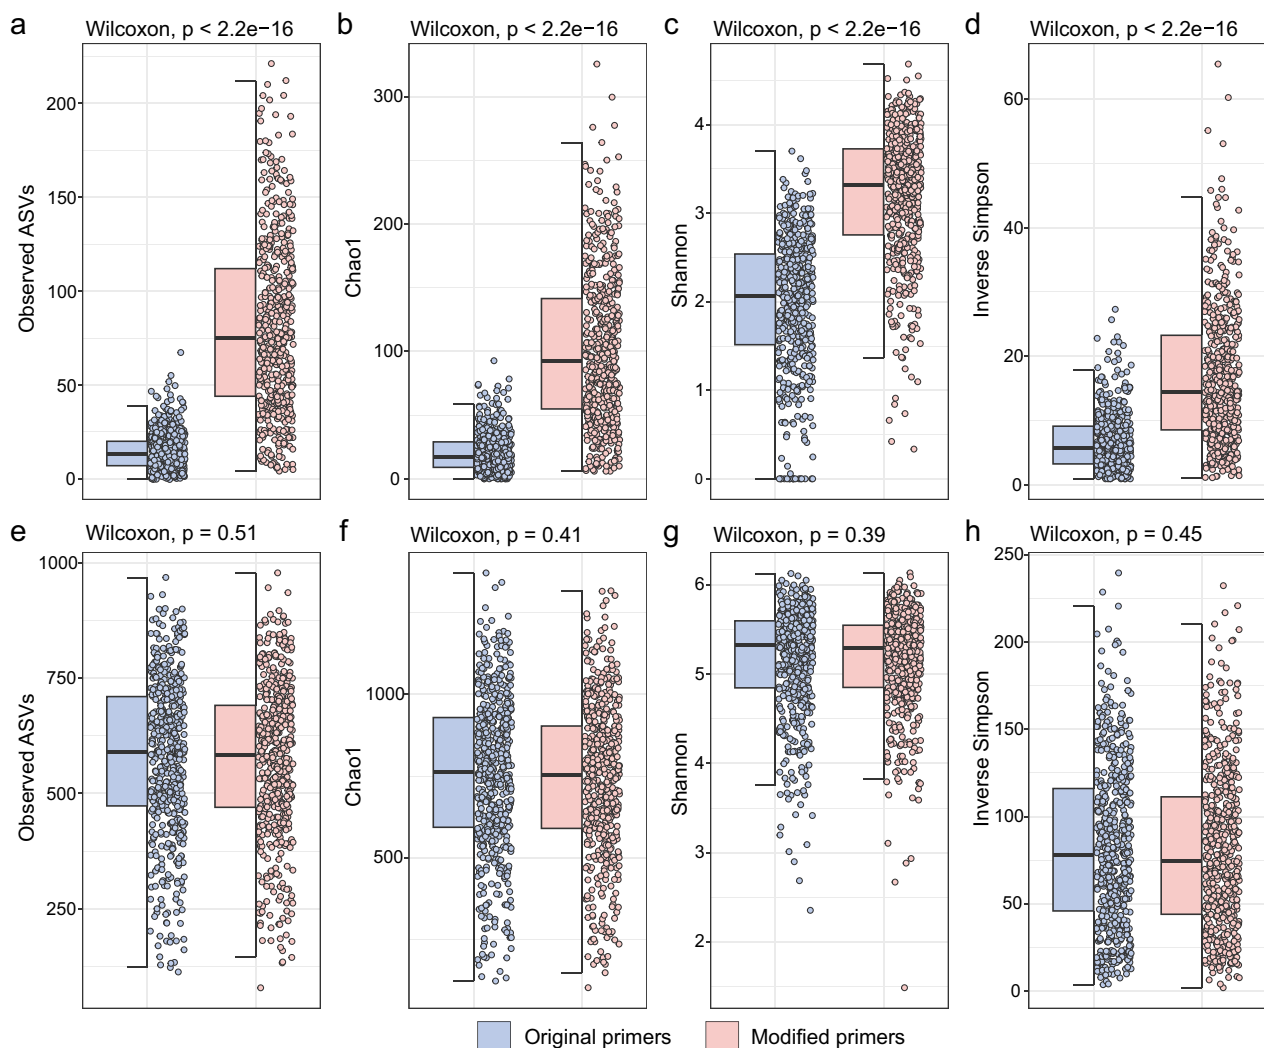 a Wilcoxon, p < 2.2e−16
Observed ASVs
200
150
100
50
0
b Wilcoxon, p < 2.2e−16
Chao1
300
200
100
0
c Wilcoxon, p < 2.2e−16
Shannon
4
3
2
1
0
d Wilcoxon, p < 2.2e−16
Inverse Simpson
60
40
20
0
e Wilcoxon, p = 0.51
Observed ASVs
1000
750
500
250
f Wilcoxon, p = 0.41
Chao1
1000
500
g Wilcoxon, p = 0.39
Shannon
6
5
4
3
2
h Wilcoxon, p = 0.45
Inverse Simpson
250
200
150
100
50
0
Original primers Modified primers